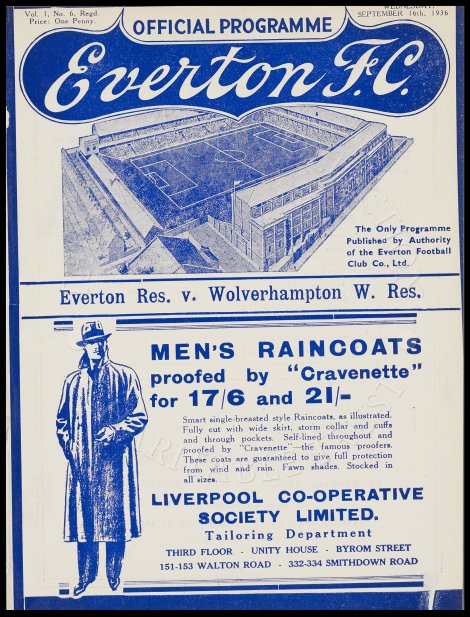 Vol. 1, No. 6, Regd.
Price: One Penny.
WEDNESDAY,
SEPTEMBER 16th, 1936
OFFICIAL PROGRAMME
Everton F.C.
The Only Programme
Published by Authority
of the Everton Football
Club Co., Ltd.
Everton Res. v. Wolverhampton W. Res.
MEN'S RAINCOATS
proofed by "Cravenette"
for 17/6 and 21/-
Smart single-breasted style Raincoats, as illustrated.
Fully cut with wide skirt, storm collar and cuffs
and through pockets. Self-lined throughout and
proofed by "Cravenette"—the famous proofers.
These coats are guaranteed to give full protection
from wind and rain. Fawn shades. Stocked in
all sizes.
LIVERPOOL CO-OPERATIVE
SOCIETY LIMITED.
Tailoring Department
THIRD FLOOR - UNITY HOUSE - BYROM STREET
151-153 WALTON ROAD - 332-334 SMITHDOWN ROAD